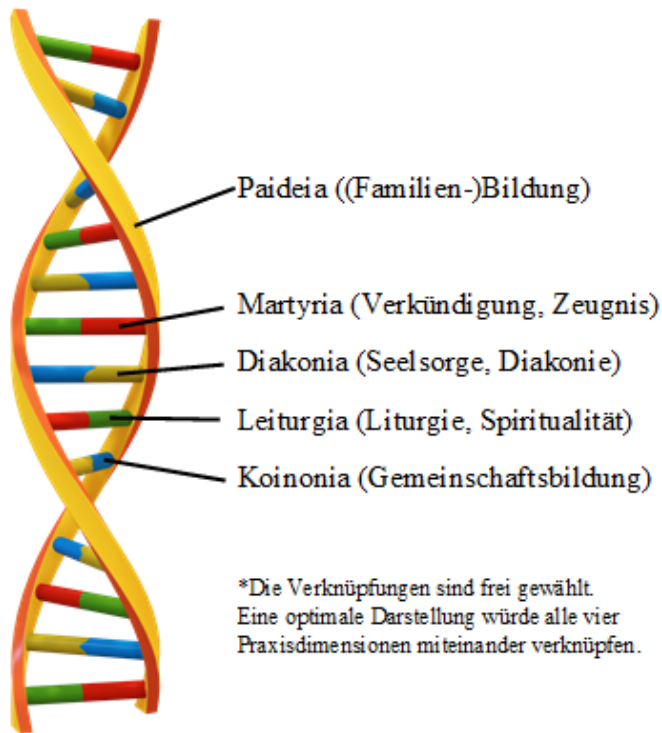 Paideia ((Familien-)Bildung)
Martyria (Verkündigung, Zeugnis)
Diakonia (Seelsorge, Diakonie)
Leiturgia (Liturgie, Spiritualität)
Koinonia (Gemeinschaftsbildung)
*Die Verknüpfungen sind frei gewählt.
Eine optimale Darstellung würde alle vier
Praxisdimensionen miteinander verknüpfen.